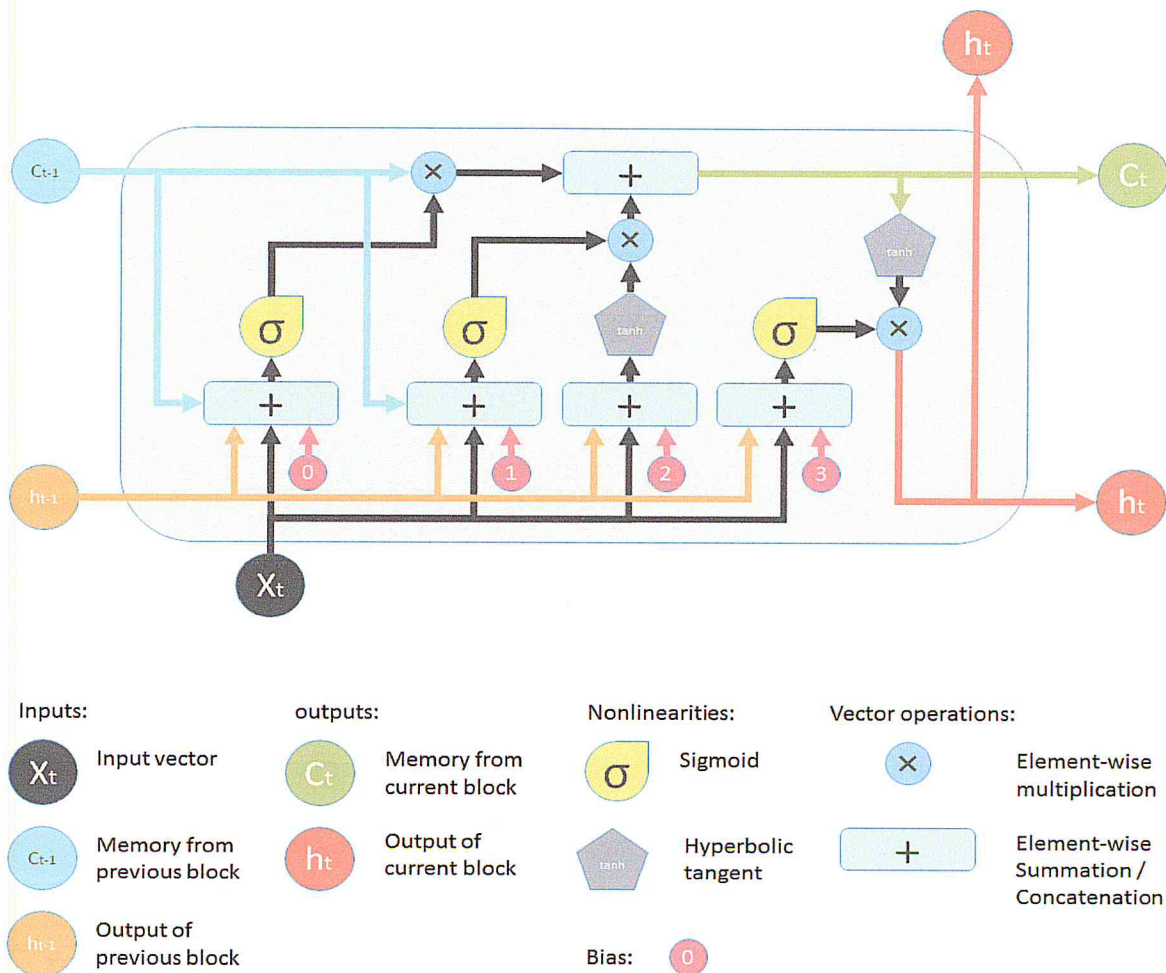 ht
Ct-1
×
+
Ct
×
tanh
σ
σ
tanh
σ
×
+
+
+
+
0
1
2
3
ht-1
ht
Xt
Inputs:
outputs:
Nonlinearities:
Vector operations:
Xt
Input vector
Ct
Memory from
current block
σ
Sigmoid
×
Element-wise
multiplication
Ct-1
Memory from
previous block
ht
Output of
current block
tanh
Hyperbolic
tangent
+
Element-wise
Summation /
Concatenation
ht-1
Output of
previous block
Bias:
0